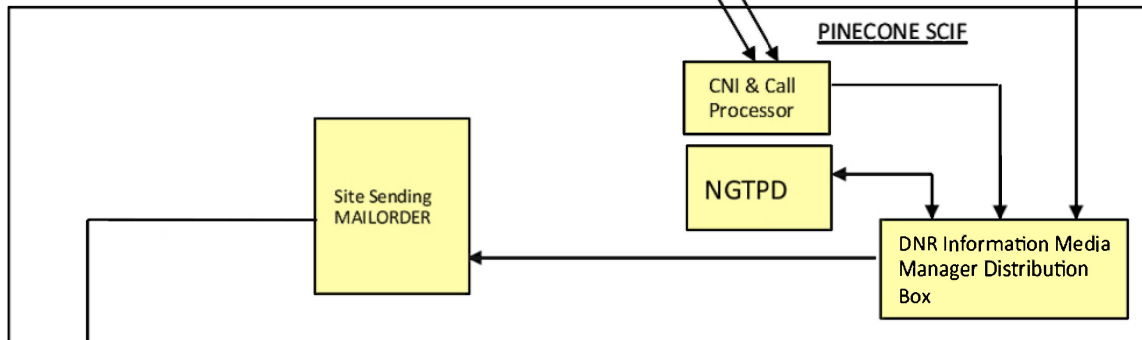 PINECONE SCIF
CNI & Call
Processor
NGTPD
Site Sending
MAILORDER
DNR Information Media
Manager Distribution
Box